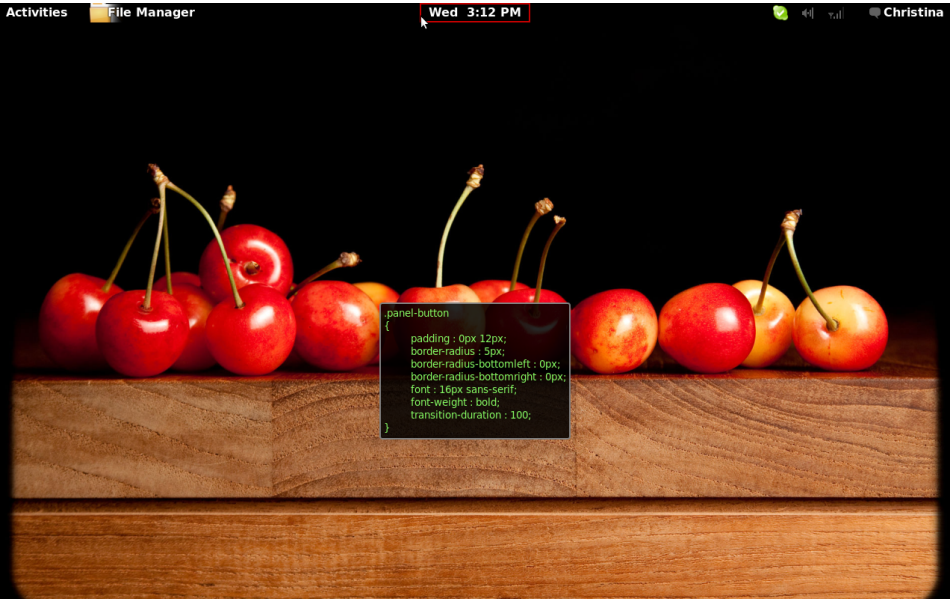 Activities File Manager Wed 3:12 PM Christina
.panel-button
{
padding : 0px 12px;
border-radius : 5px;
border-radius-bottomleft : 0px;
border-radius-bottomright : 0px;
font : 16px sans-serif;
font-weight : bold;
transition-duration : 100;
}